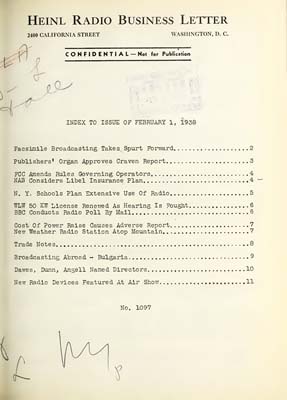 HEINL RADIO BUSINESS LETTER
2400 CALIFORNIA STREET WASHINGTON, D. C.
CONFIDENTIAL — Not for Publication
INDEX TO ISSUE OF FEBRUARY 1, 1938
Facsimile Broadcasting Takes Spurt Forward....................2
Publishers' Organ Approves Craven Report......................3
FCC Amends Rules Governing Operators..........................4
NAB Considers Libel Insurance Plan............................4
N. Y. Schools Plan Extensive Use Of Radio.....................5
WLW 50 KW License Renewed As Hearing Is Fought................6
BBC Conducts Radio Poll By Mail...............................6
Cost Of Power Raise Causes Adverse Report.....................7
New Weather Radio Station Atop Mountain.......................7
Trade Notes...................................................8
Broadcasting Abroad - Bulgaria................................9
Dawes, Dunn, Angell Named Directors..........................10
New Radio Devices Featured At Air Show.......................11
No. 1097